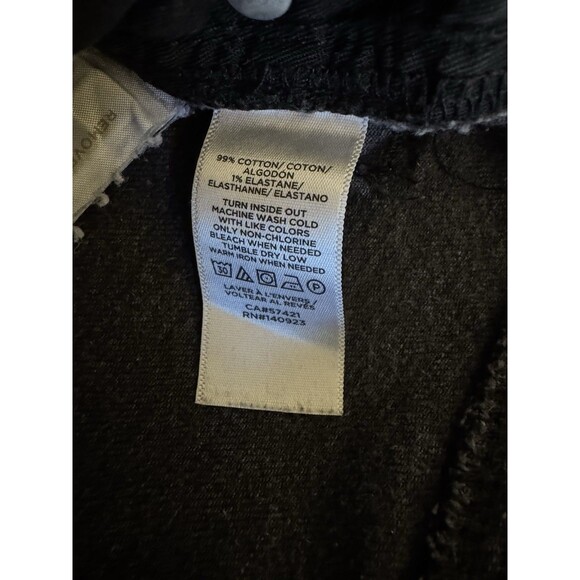 REMOVE
99% COTTON/ COTON/
ALGODÓN
1% ELASTANE/
ELASTHANNE/ ELASTANO
TURN INSIDE OUT
MACHINE WASH COLD
WITH LIKE COLORS
ONLY NON-CHLORINE
BLEACH WHEN NEEDED
TUMBLE DRY LOW
WARM IRON WHEN NEEDED
30 P
LAVER À L'ENVERS /
VOLTEAR AL REVÉS
CA#57421
RN#140923